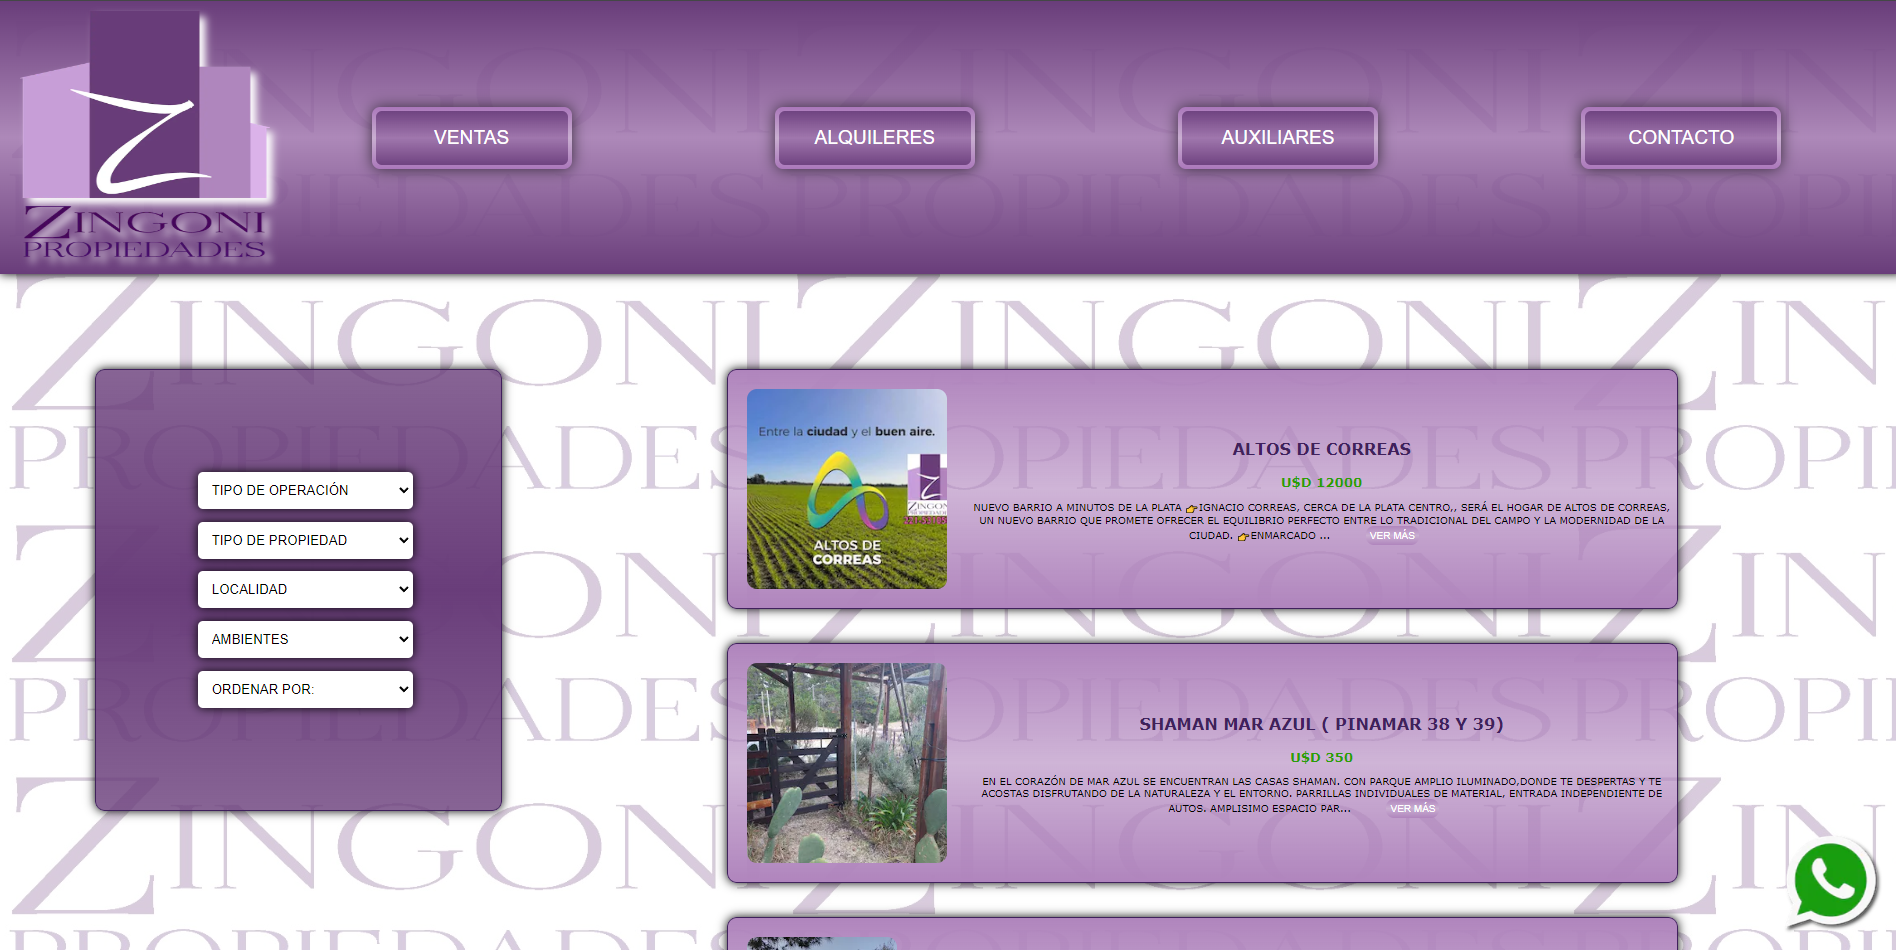 ZINGONI
PROPIEDADES
VENTAS
ALQUILERES
AUXILIARES
CONTACTO
TIPO DE OPERACIÓN
TIPO DE PROPIEDAD
LOCALIDAD
AMBIENTES
ORDENAR POR:
Entre la ciudad y el buen aire.
ALTOS DE
CORREAS
ALTOS DE CORREAS
U$D 12000
NUEVO BARRIO A MINUTOS DE LA PLATA 👉IGNACIO CORREAS, CERCA DE LA PLATA CENTRO,, SERÁ EL HOGAR DE ALTOS DE CORREAS,
UN NUEVO BARRIO QUE PROMETE OFRECER EL EQUILIBRIO PERFECTO ENTRE LO TRADICIONAL DEL CAMPO Y LA MODERNIDAD DE LA
CIUDAD. 👉ENMARCADO ... VER MÁS
SHAMAN MAR AZUL ( PINAMAR 38 Y 39)
U$D 350
EN EL CORAZÓN DE MAR AZUL SE ENCUENTRAN LAS CASAS SHAMAN. CON PARQUE AMPLIO ILUMINADO,DONDE TE DESPERTAS Y TE
ACOSTAS DISFRUTANDO DE LA NATURALEZA Y EL ENTORNO. PARRILLAS INDIVIDUALES DE MATERIAL, ENTRADA INDEPENDIENTE DE
AUTOS. AMPLISIMO ESPACIO PAR... VER MÁS